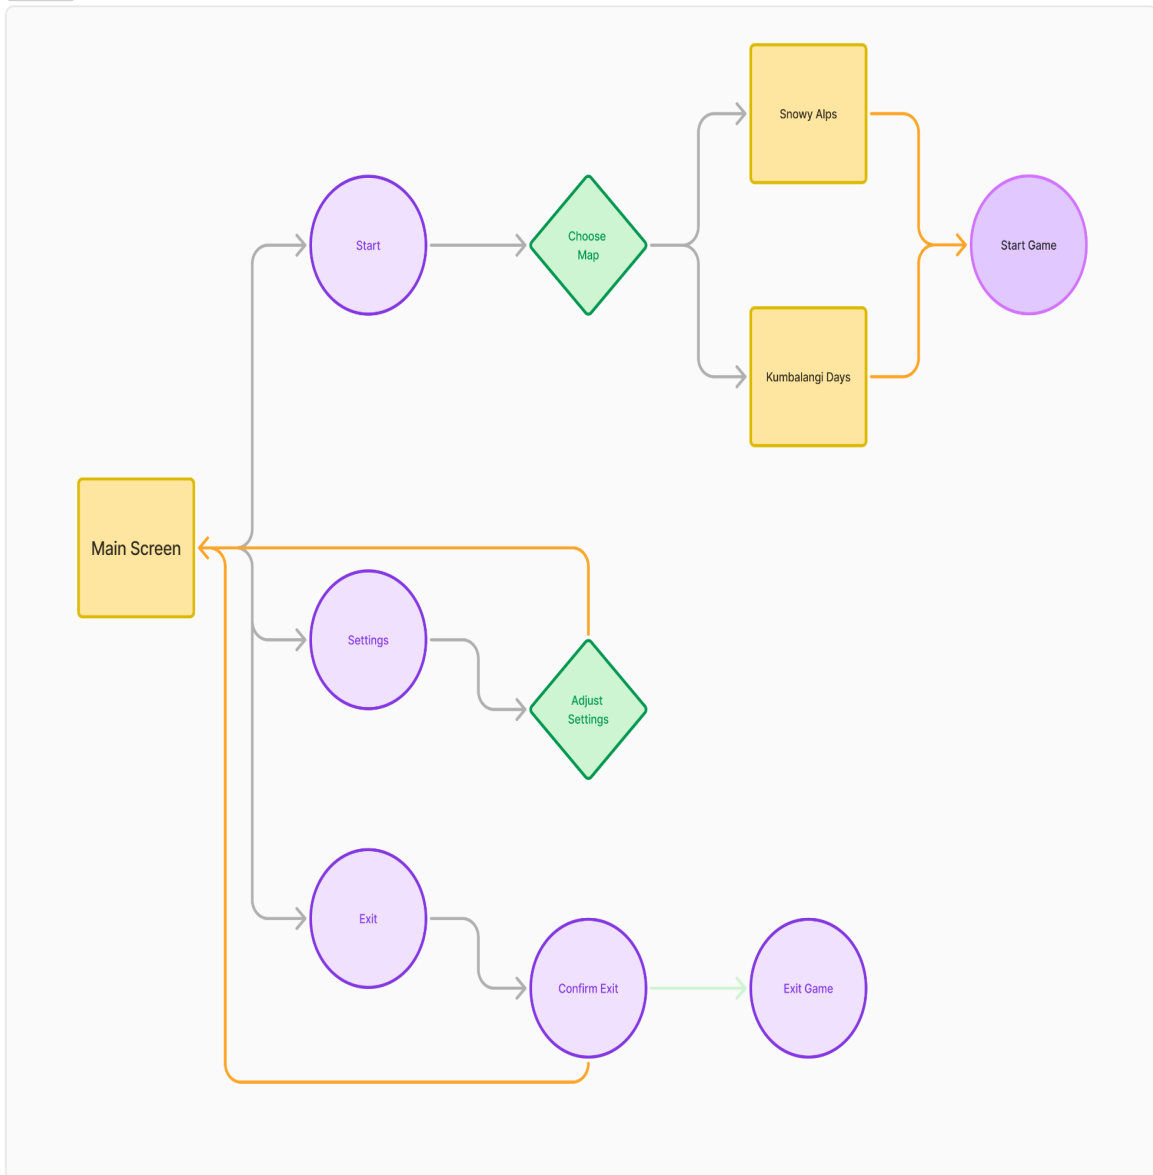 Snowy Alps
Start
Choose
Map
Start Game
Kumbalangi Days
Main Screen
Settings
Adjust
Settings
Exit
Confirm Exit
Exit Game